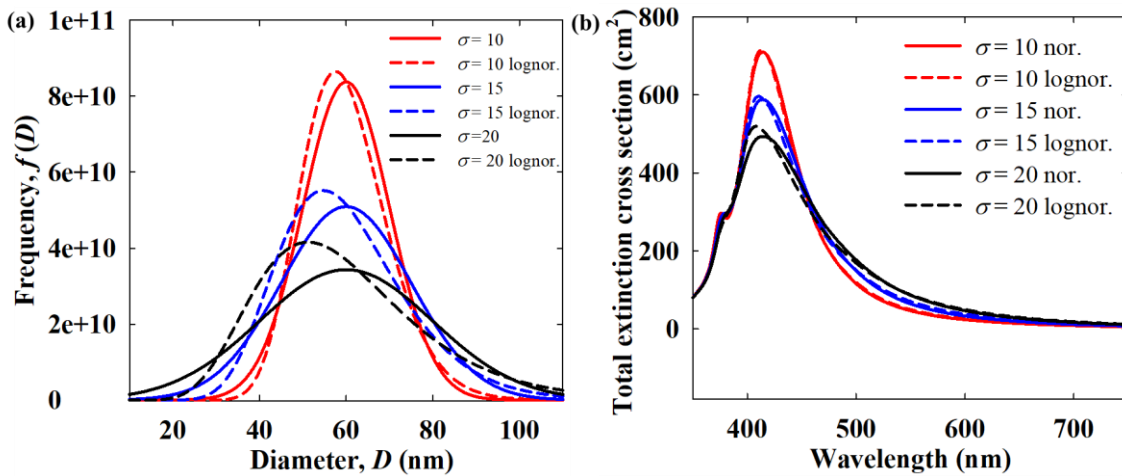 (a)
Frequency, f (D)
1e+11
8e+10
6e+10
4e+10
2e+10
0
20 40 60 80 100
Diameter, D (nm)
σ = 10
σ = 10 lognor.
σ = 15
σ = 15 lognor.
σ=20
σ = 20 lognor.
(b)
Total extinction cross section (cm²)
800
600
400
200
0
400 500 600 700
Wavelength (nm)
σ = 10 nor.
σ = 10 lognor.
σ = 15 nor.
σ = 15 lognor.
σ = 20 nor.
σ = 20 lognor.